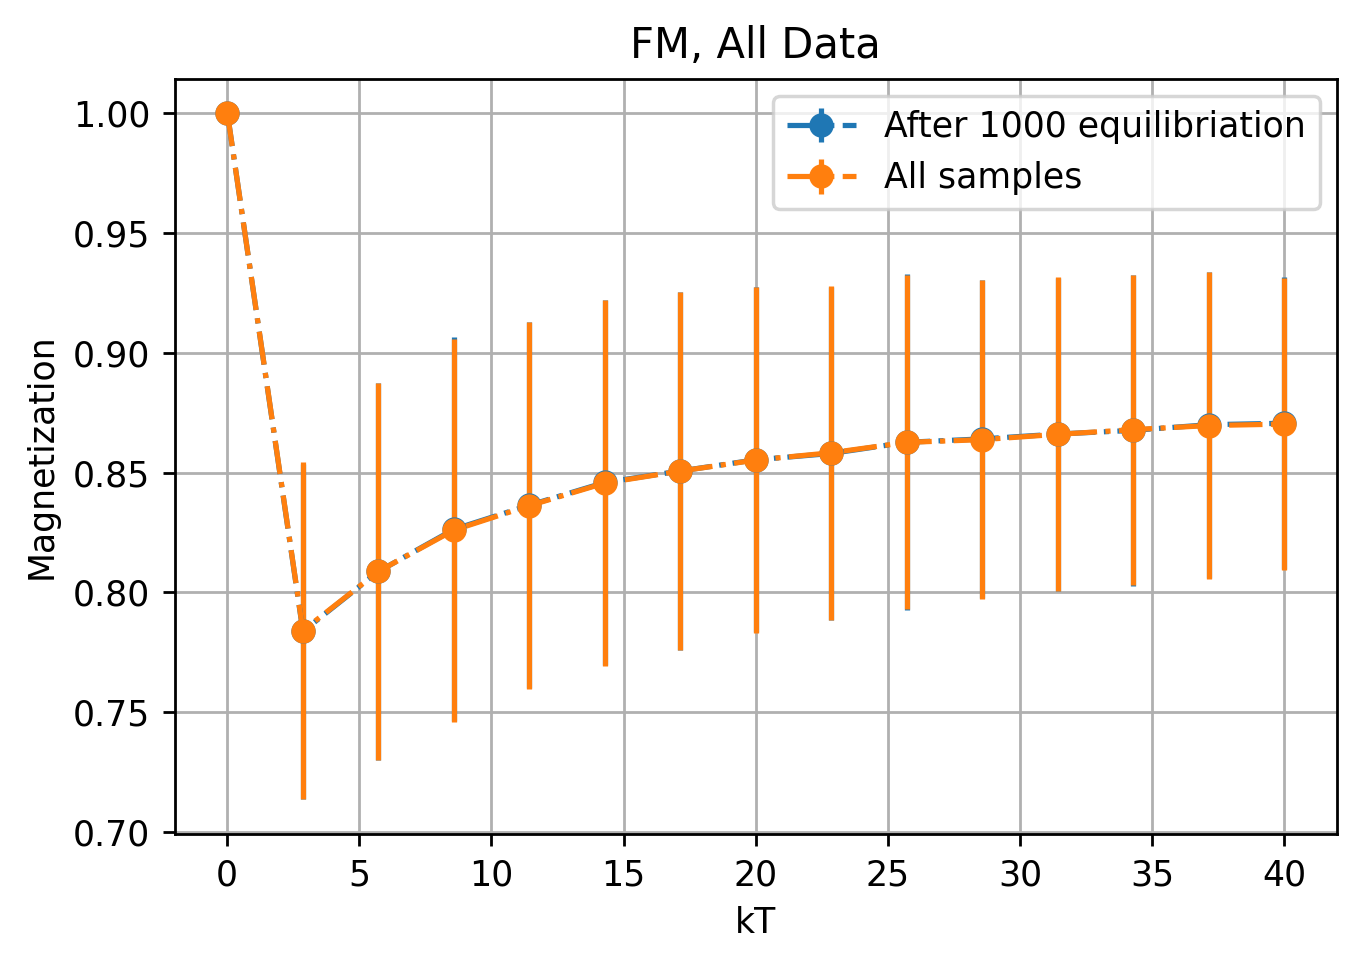 FM, All Data
After 1000 equilibriation
All samples
1.00
0.95
0.90
0.85
0.80
0.75
0.70
Magnetization
0 5 10 15 20 25 30 35 40
kT